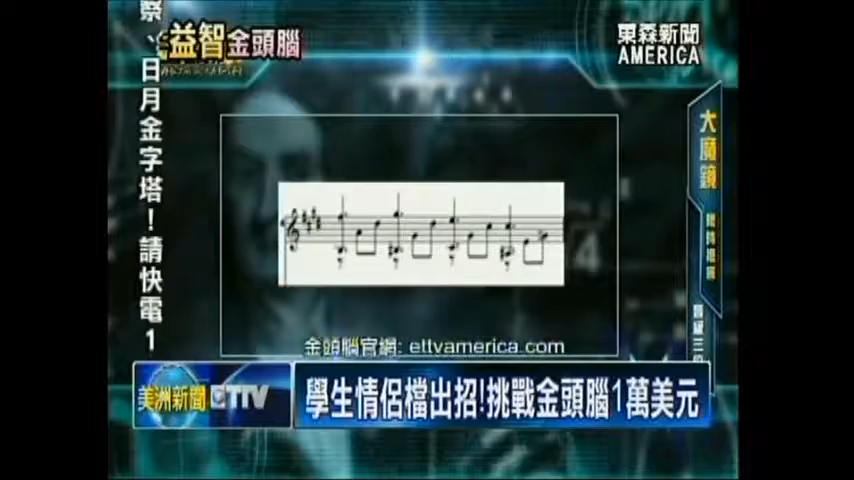 益智金頭腦
東森新聞
AMERICA
日月金字塔！請快電1
大魔鏡
金頭腦官網: ettvamerica.com
美洲新聞 ETTV
學生情侶檔出招!挑戰金頭腦1萬美元